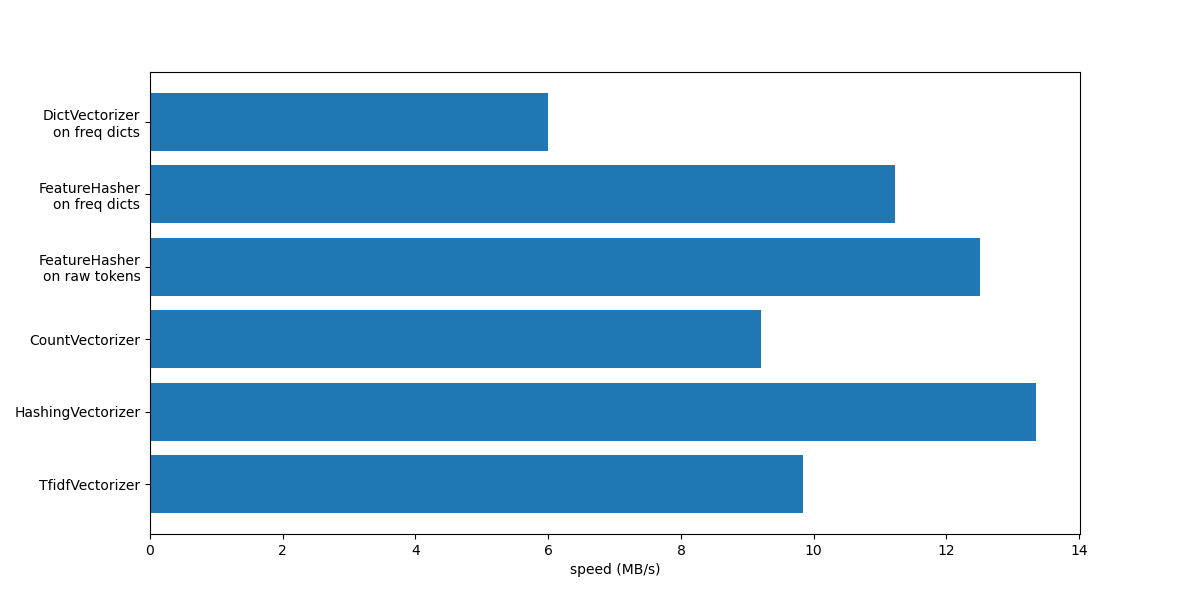 DictVectorizer
on freq dicts
FeatureHasher
on freq dicts
FeatureHasher
on raw tokens
CountVectorizer
HashingVectorizer
TfidfVectorizer
0 2 4 6 8 10 12 14
speed (MB/s)